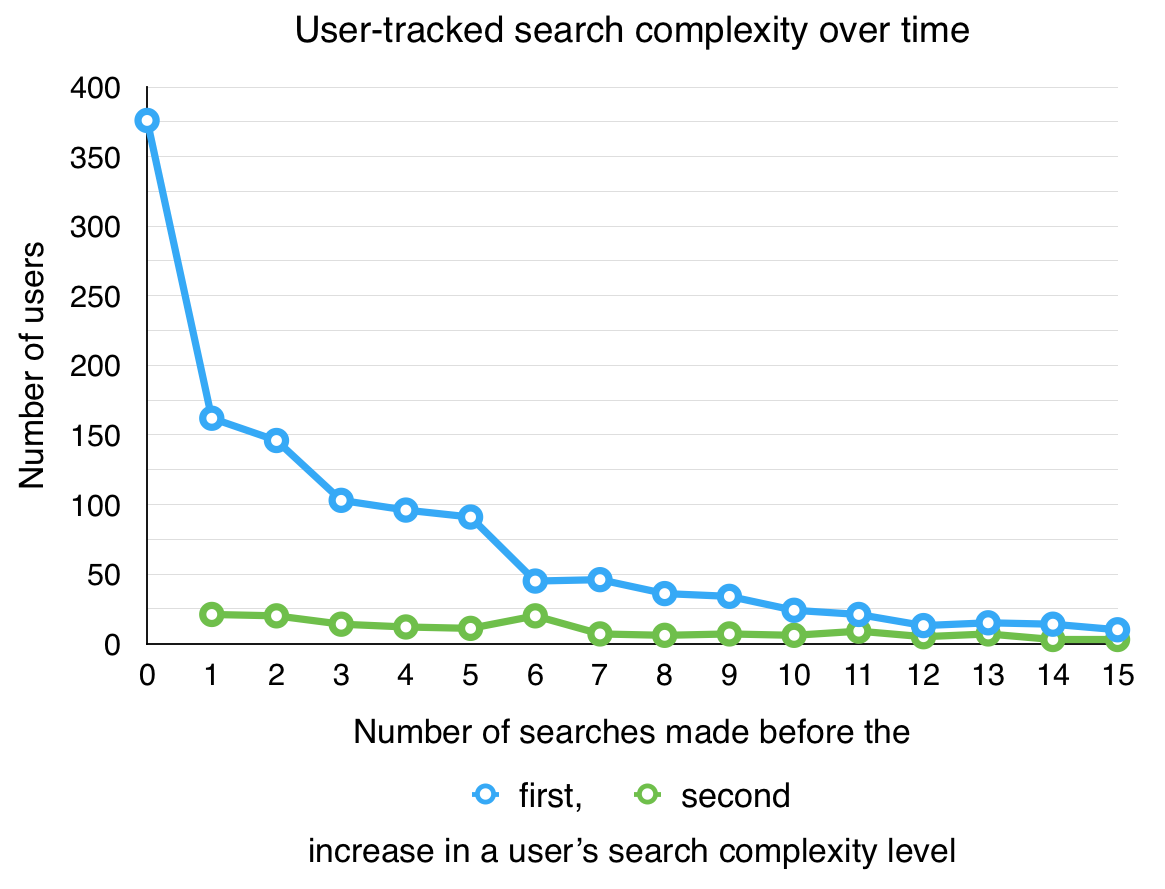 User-tracked search complexity over time
400
350
300
250
200
150
100
50
0
Number of users
0 1 2 3 4 5 6 7 8 9 10 11 12 13 14 15
Number of searches made before the
first, second
increase in a user’s search complexity level